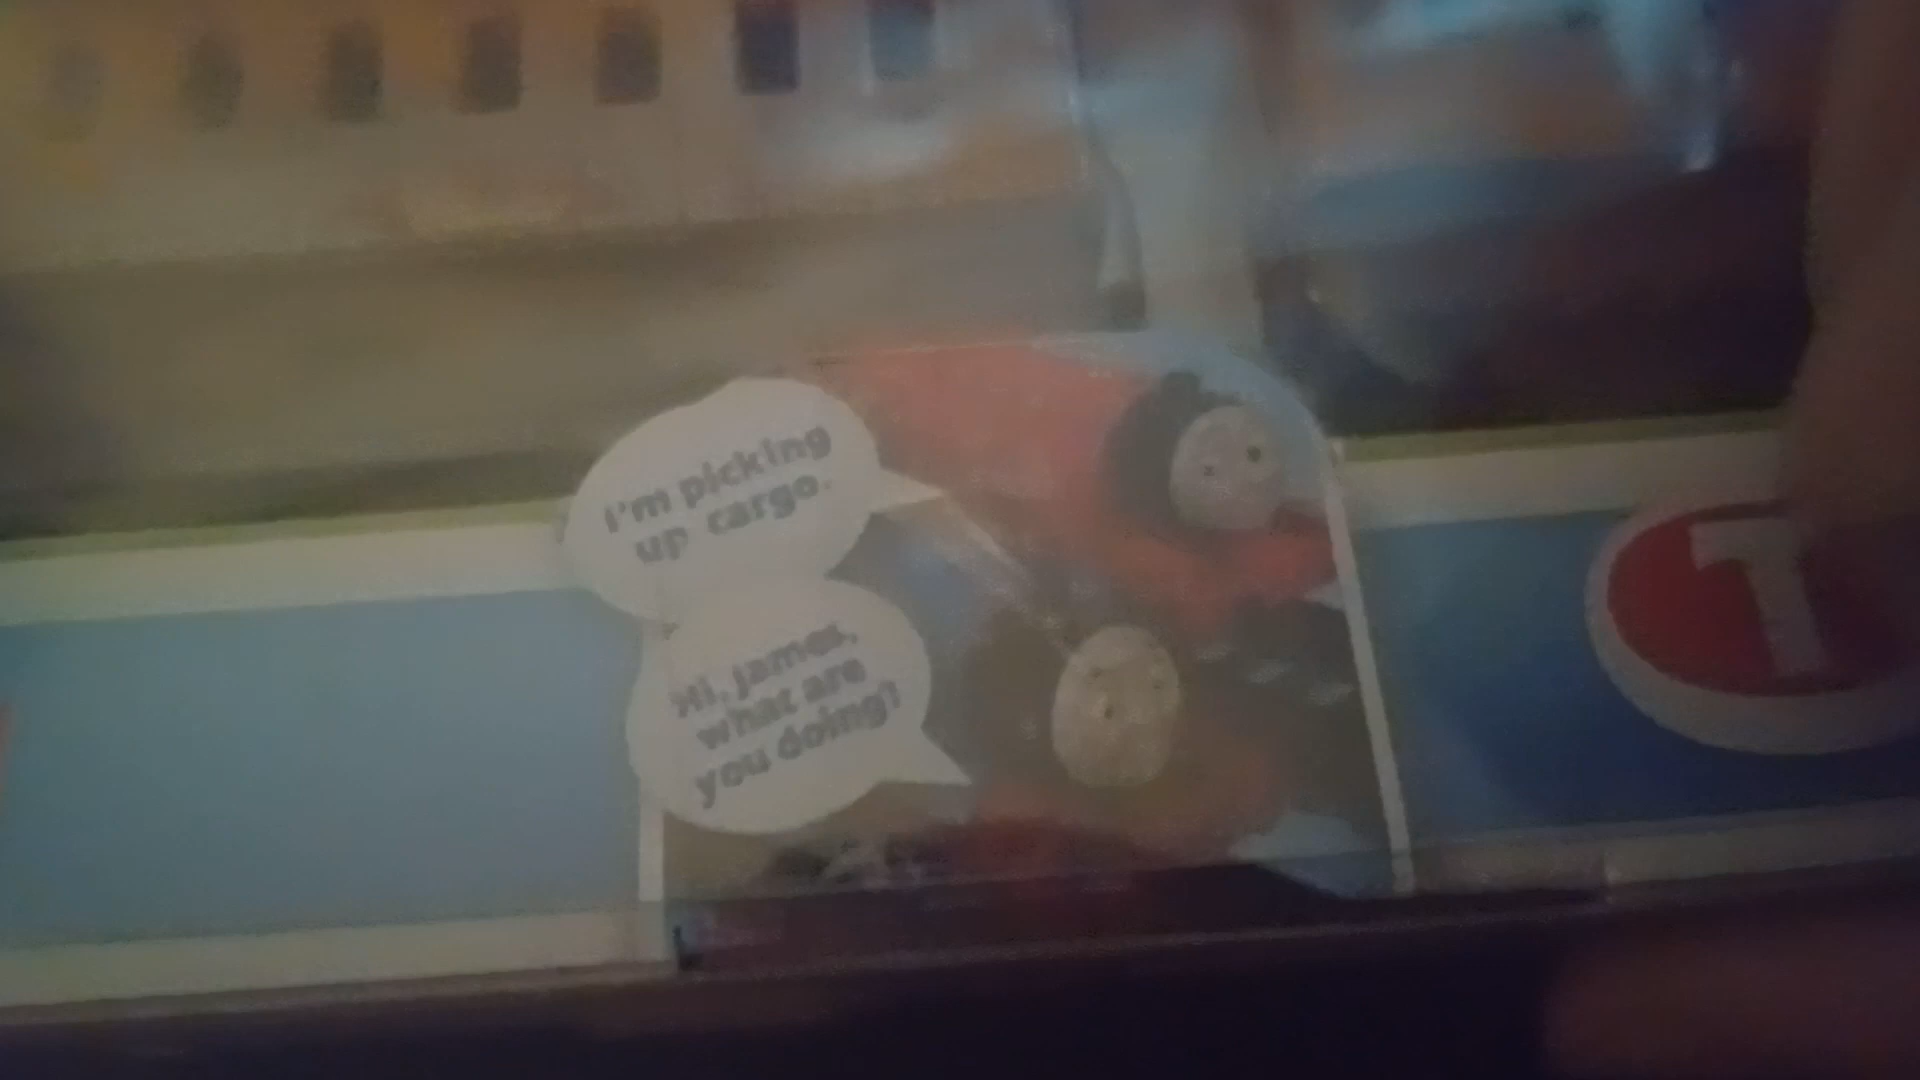 I'm picking
up cargo.
Hi, James,
what are
you doing?
T